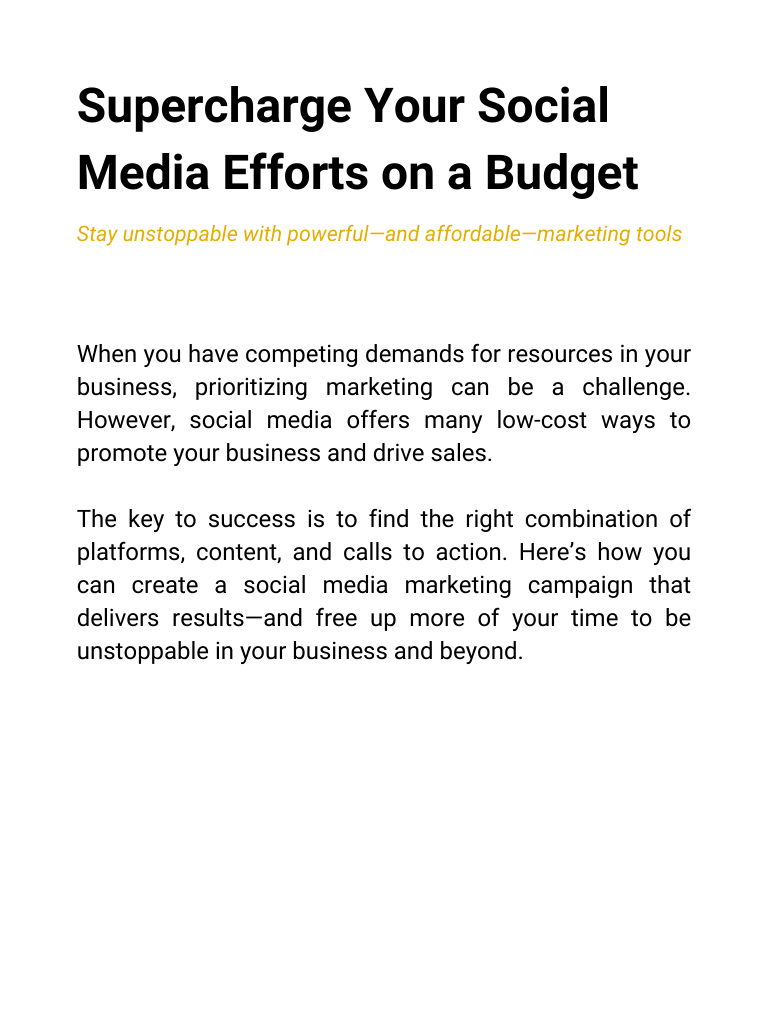 Supercharge Your Social
Media Efforts on a Budget
Stay unstoppable with powerful—and affordable—marketing tools
When you have competing demands for resources in your
business, prioritizing marketing can be a challenge.
However, social media offers many low-cost ways to
promote your business and drive sales.
The key to success is to find the right combination of
platforms, content, and calls to action. Here’s how you
can create a social media marketing campaign that
delivers results—and free up more of your time to be
unstoppable in your business and beyond.